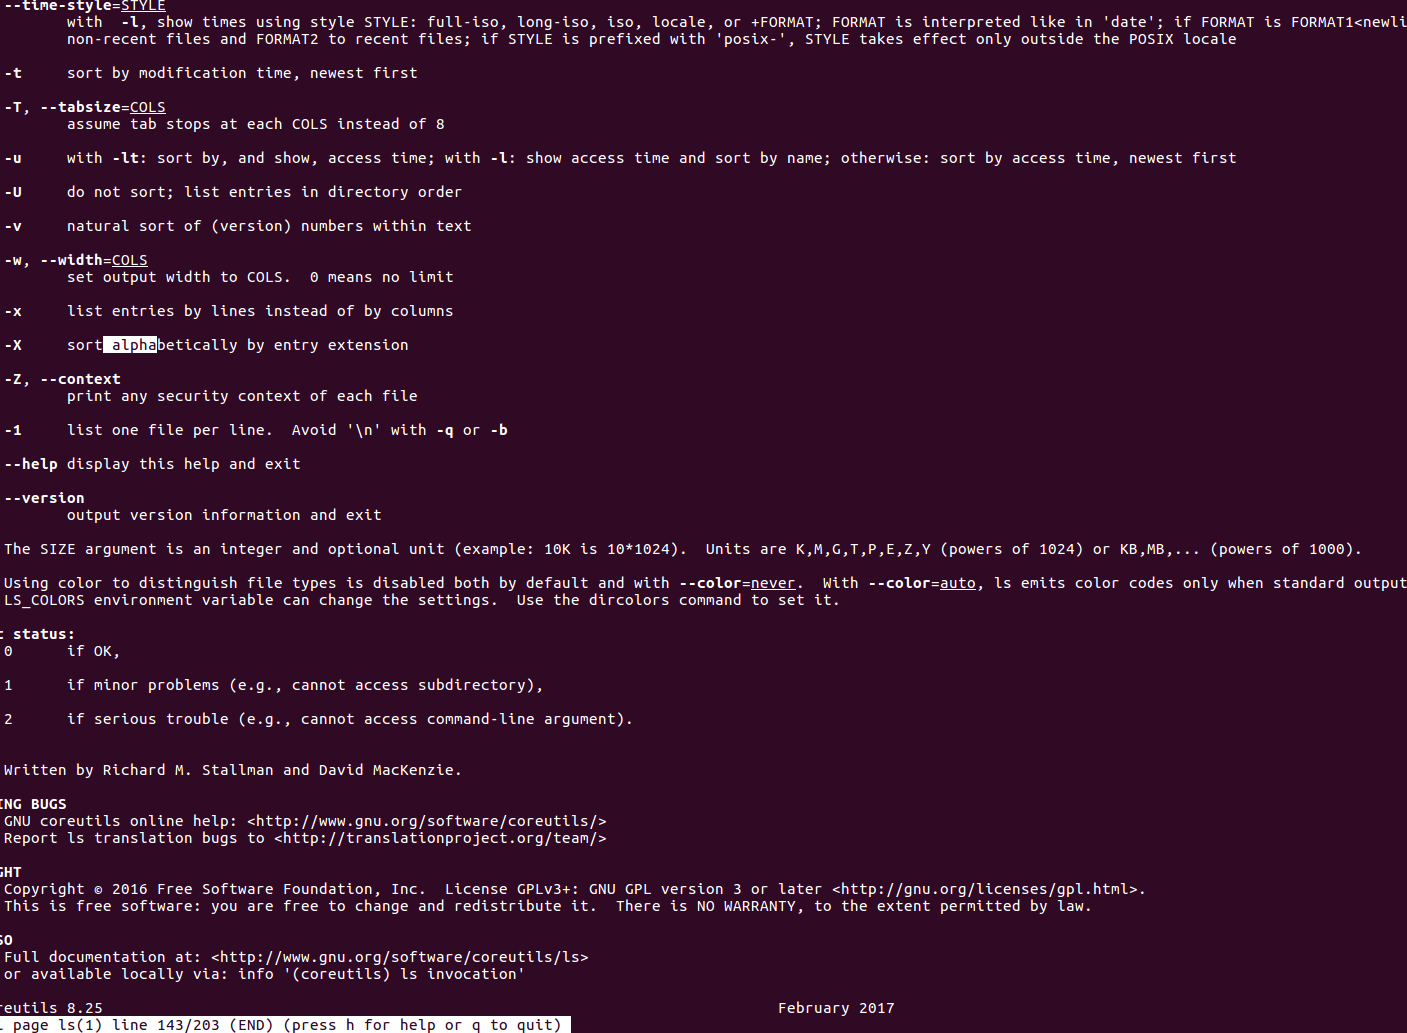 --time-style=STYLE
with  -l, show times using style STYLE: full-iso, long-iso, iso, locale, or +FORMAT; FORMAT is interpreted like in 'date'; if FORMAT is FORMAT1<newli
non-recent files and FORMAT2 to recent files; if STYLE is prefixed with 'posix-', STYLE takes effect only outside the POSIX locale
-t     sort by modification time, newest first
-T, --tabsize=COLS
assume tab stops at each COLS instead of 8
-u     with -lt: sort by, and show, access time; with -l: show access time and sort by name; otherwise: sort by access time, newest first
-U     do not sort; list entries in directory order
-v     natural sort of (version) numbers within text
-w, --width=COLS
set output width to COLS.  0 means no limit
-x     list entries by lines instead of by columns
-X     sort alphabetically by entry extension
-Z, --context
print any security context of each file
-1     list one file per line.  Avoid '\n' with -q or -b
--help display this help and exit
--version
output version information and exit
The SIZE argument is an integer and optional unit (example: 10K is 10*1024).  Units are K,M,G,T,P,E,Z,Y (powers of 1024) or KB,MB,... (powers of 1000).
Using color to distinguish file types is disabled both by default and with --color=never.  With --color=auto, ls emits color codes only when standard output
LS_COLORS environment variable can change the settings.  Use the dircolors command to set it.
t status:
0      if OK,
1      if minor problems (e.g., cannot access subdirectory),
2      if serious trouble (e.g., cannot access command-line argument).
Written by Richard M. Stallman and David MacKenzie.
ING BUGS
GNU coreutils online help: <http://www.gnu.org/software/coreutils/>
Report ls translation bugs to <http://translationproject.org/team/>
GHT
Copyright © 2016 Free Software Foundation, Inc.  License GPLv3+: GNU GPL version 3 or later <http://gnu.org/licenses/gpl.html>.
This is free software: you are free to change and redistribute it.  There is NO WARRANTY, to the extent permitted by law.
SO
Full documentation at: <http://www.gnu.org/software/coreutils/ls>
or available locally via: info '(coreutils) ls invocation'
reutils 8.25                                                                           February 2017
l page ls(1) line 143/203 (END) (press h for help or q to quit)